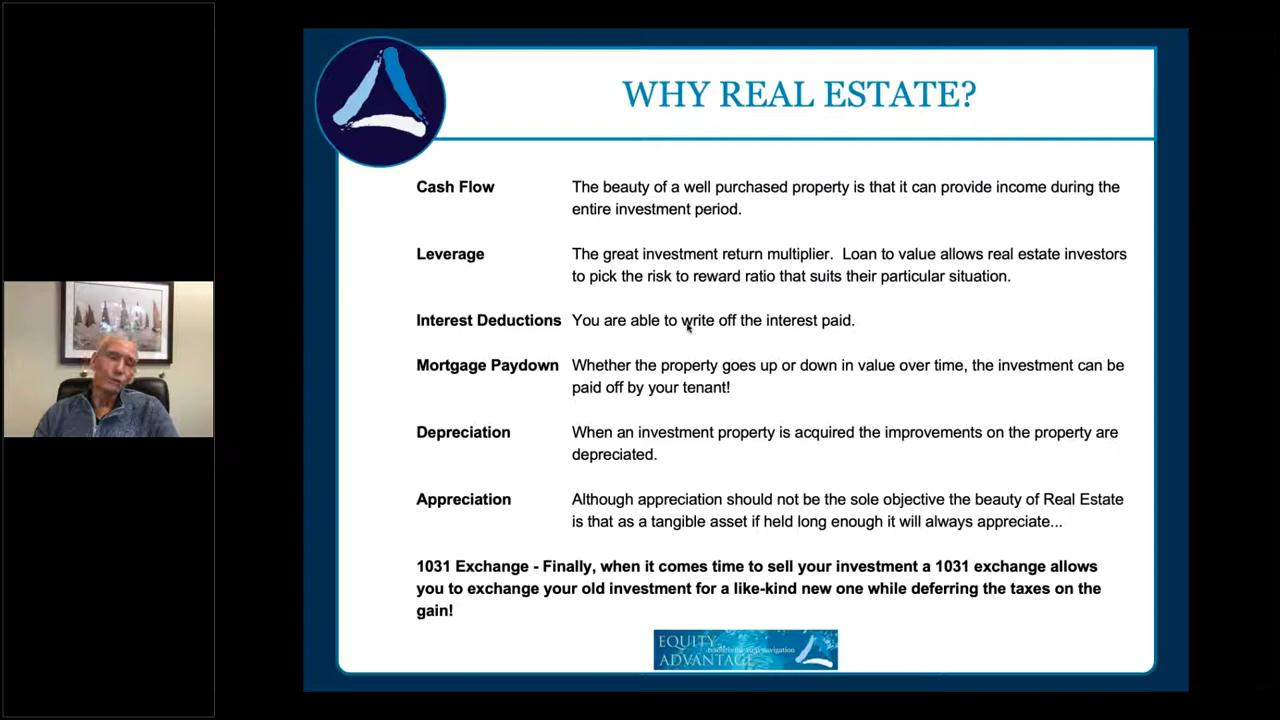 WHY REAL ESTATE?
Cash Flow The beauty of a well purchased property is that it can provide income during the
entire investment period.
Leverage The great investment return multiplier. Loan to value allows real estate investors
to pick the risk to reward ratio that suits their particular situation.
Interest Deductions You are able to write off the interest paid.
Mortgage Paydown Whether the property goes up or down in value over time, the investment can be
paid off by your tenant!
Depreciation When an investment property is acquired the improvements on the property are
depreciated.
Appreciation Although appreciation should not be the sole objective the beauty of Real Estate
is that as a tangible asset if held long enough it will always appreciate...
1031 Exchange - Finally, when it comes time to sell your investment a 1031 exchange allows
you to exchange your old investment for a like-kind new one while deferring the taxes on the
gain!
EQUITY
1031 navigation
ADVANTAGE